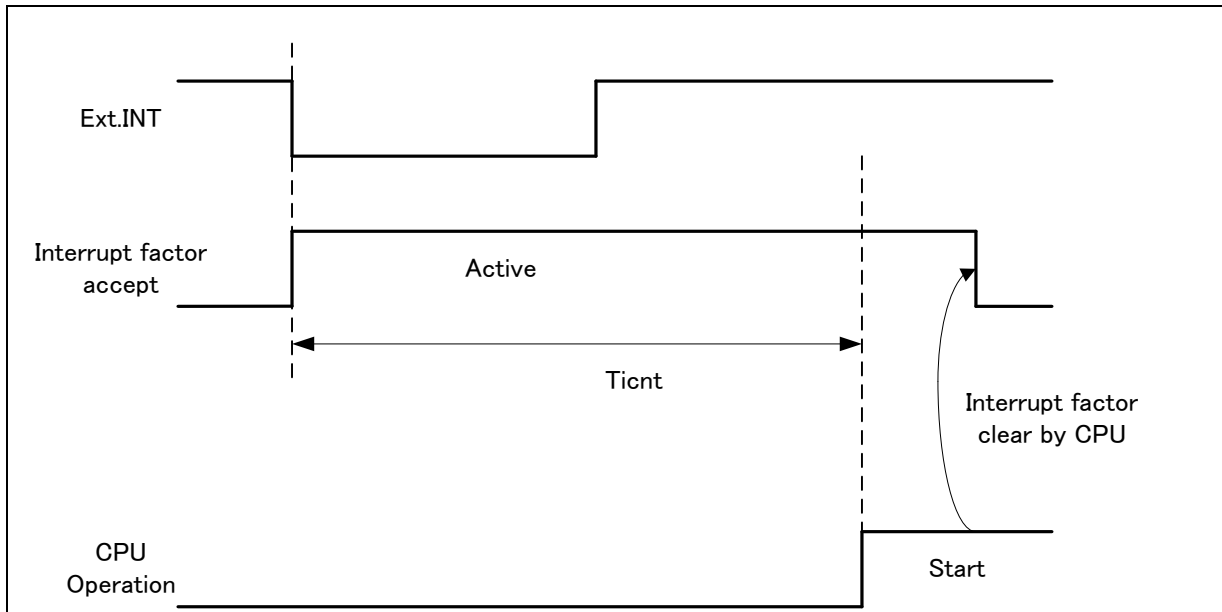 Ext.INT
Interrupt factor
accept
Active
Ticnt
Interrupt factor
clear by CPU
CPU
Operation
Start